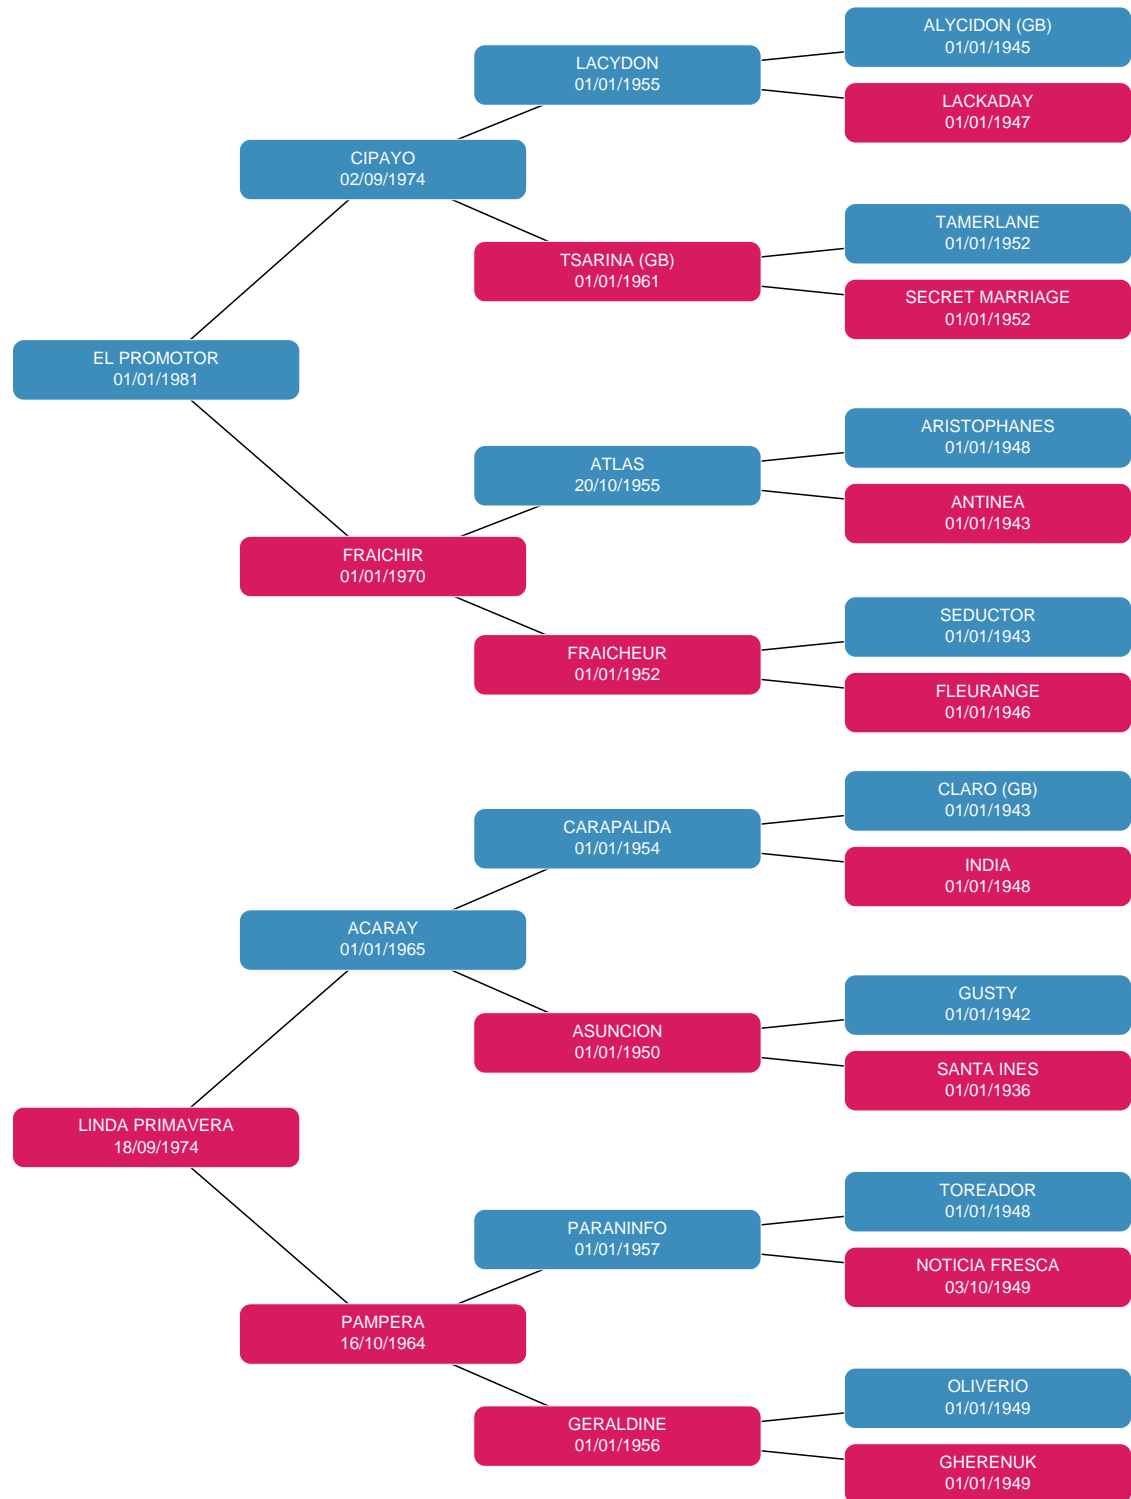 ALYCIDON (GB)
01/01/1945
LACYDON
01/01/1955
LACKADAY
01/01/1947
CIPAYO
02/09/1974
TAMERLANE
01/01/1952
TSARINA (GB)
01/01/1961
SECRET MARRIAGE
01/01/1952
EL PROMOTOR
01/01/1981
ARISTOPHANES
01/01/1948
ATLAS
20/10/1955
ANTINEA
01/01/1943
FRAICHIR
01/01/1970
SEDUCTOR
01/01/1943
FRAICHEUR
01/01/1952
FLEURANGE
01/01/1946
CLARO (GB)
01/01/1943
CARAPALIDA
01/01/1954
INDIA
01/01/1948
ACARAY
01/01/1965
GUSTY
01/01/1942
ASUNCION
01/01/1950
SANTA INES
01/01/1936
LINDA PRIMAVERA
18/09/1974
TOREADOR
01/01/1948
PARANINFO
01/01/1957
NOTICIA FRESCA
03/10/1949
PAMPERA
16/10/1964
OLIVERIO
01/01/1949
GERALDINE
01/01/1956
GHERENUK
01/01/1949